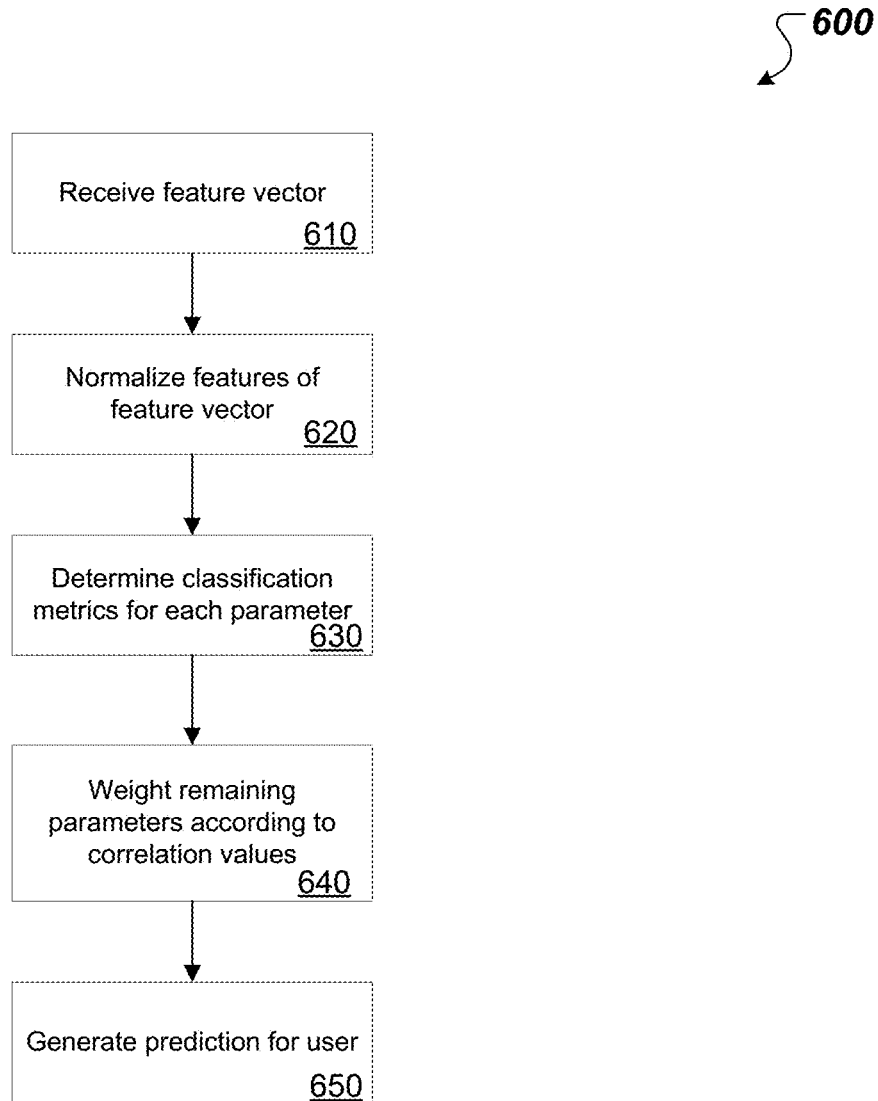 600
Receive feature vector
610
Normalize features of
feature vector
620
Determine classification
metrics for each parameter
630
Weight remaining
parameters according to
correlation values
640
Generate prediction for user
650